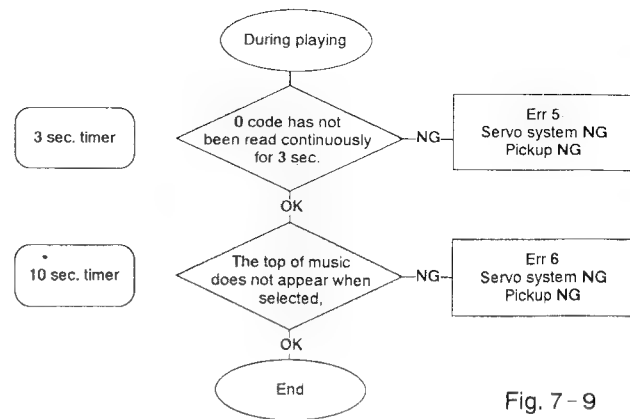 During playing
3 sec. timer
0 code has not
been read continuously
for 3 sec.
NG
Err 5
Servo system NG
Pickup NG
OK
10 sec. timer
The top of music
does not appear when
selected,
NG
Err 6
Servo system NG
Pickup NG
OK
End
Fig. 7-9